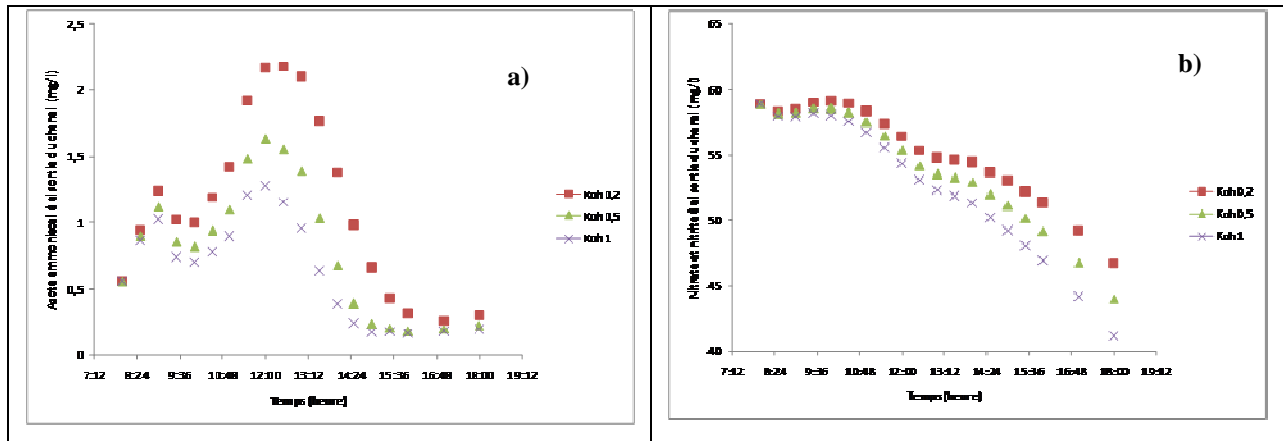 2,5
2
1,5
1
0,5
0
Azote ammoniacal sortie du chenal (mg/l)
a)
Koh 0,2
Koh 0,5
Koh 1
7:12 8:24 9:36 10:48 12:00 13:12 14:24 15:36 16:48 18:00 19:12
Temps (heure)
65
60
55
50
45
40
sortie du chenal (mg/l)
b)
Koh 0,2
Koh 0,5
Koh 1
7:12 8:24 9:36 10:48 12:00 13:12 14:24 15:36 16:48 18:00 19:12
Temps (heure)